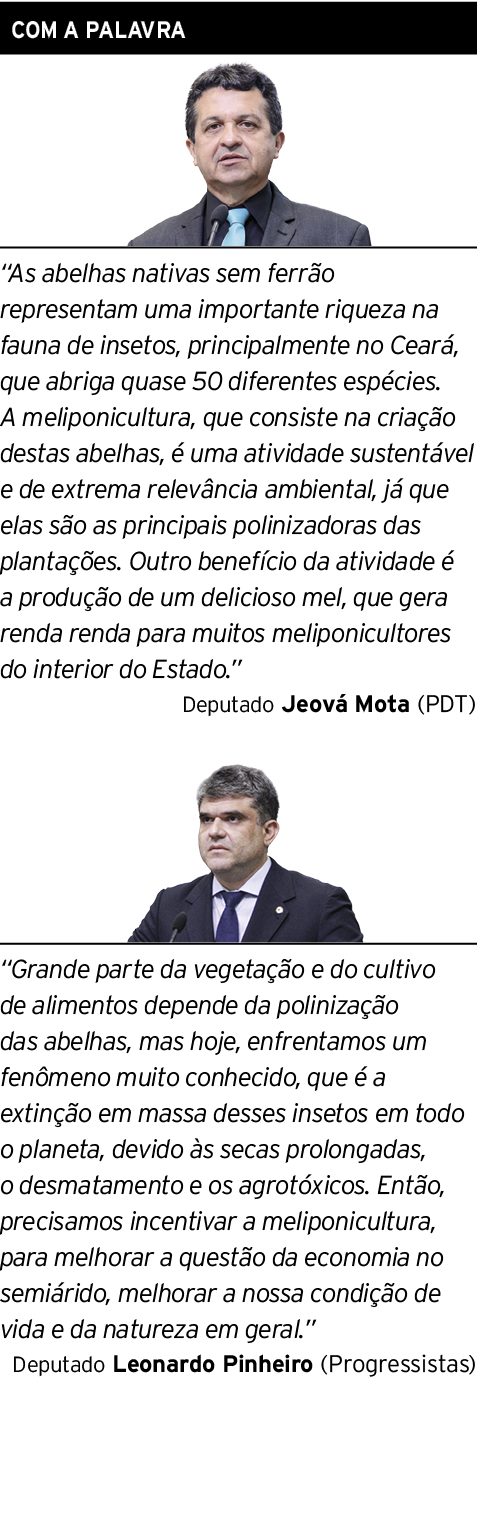 COM A PALAVRA
“As abelhas nativas sem ferrão
representam uma importante riqueza na
fauna de insetos, principalmente no Ceará,
que abriga quase 50 diferentes espécies.
A meliponicultura, que consiste na criação
destas abelhas, é uma atividade sustentável
e de extrema relevância ambiental, já que
elas são as principais polinizadoras das
plantações. Outro benefício da atividade é
a produção de um delicioso mel, que gera
renda renda para muitos meliponicultores
do interior do Estado.”
Deputado Jeová Mota (PDT)
“Grande parte da vegetação e do cultivo
de alimentos depende da polinização
das abelhas, mas hoje, enfrentamos um
fenômeno muito conhecido, que é a
extinção em massa desses insetos em todo
o planeta, devido às secas prolongadas,
o desmatamento e os agrotóxicos. Então,
precisamos incentivar a meliponicultura,
para melhorar a questão da economia no
semiárido, melhorar a nossa condição de
vida e da natureza em geral.”
Deputado Leonardo Pinheiro (Progressistas)